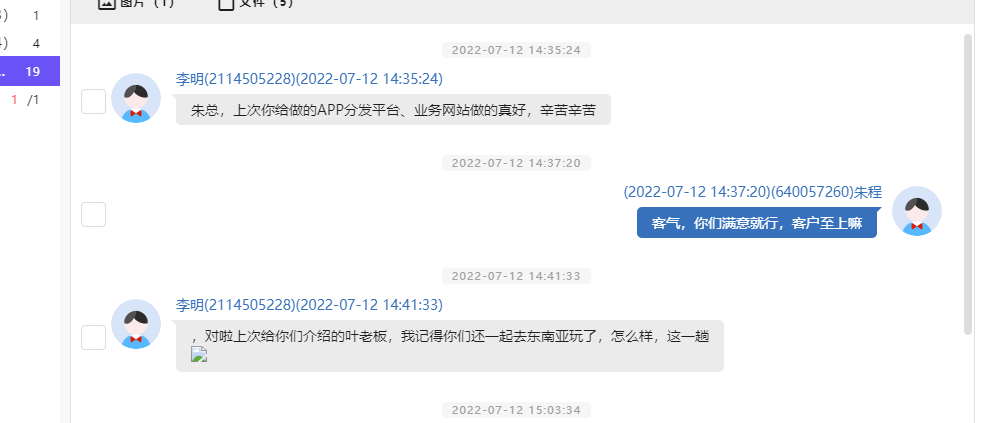 图片（1） 文件（5）
） 1
） 4
.. 19
1 /1
2022-07-12 14:35:24
李明(2114505228)(2022-07-12 14:35:24)
朱总，上次你给做的APP分发平台、业务网站做的真好，辛苦辛苦
2022-07-12 14:37:20
(2022-07-12 14:37:20)(640057260)朱程
客气，你们满意就行，客户至上嘛
2022-07-12 14:41:33
李明(2114505228)(2022-07-12 14:41:33)
，对啦上次给你们介绍的叶老板，我记得你们还一起去东南亚玩了，怎么样，这一趟
2022-07-12 15:03:34